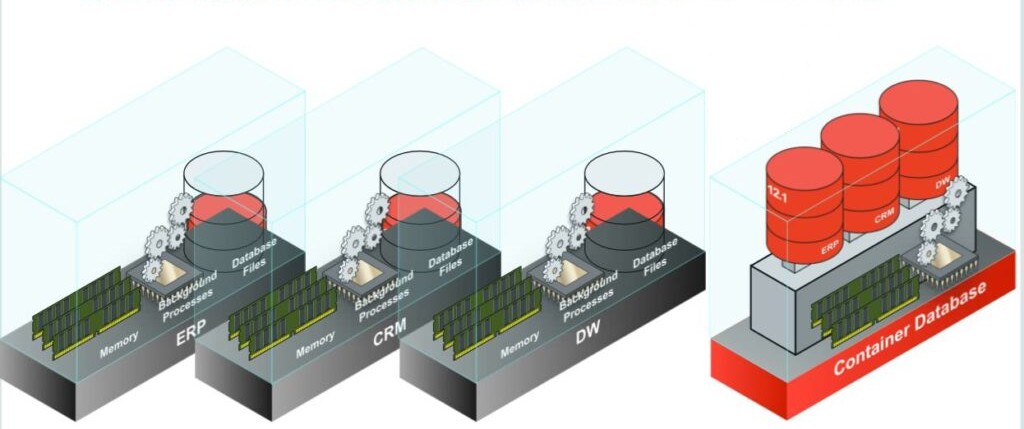 Memory
Background
Processes
Database
Files
ERP
Memory
Background
Processes
Database
Files
CRM
Memory
Background
Processes
Database
Files
DW
12.1
ERP
CRM
DW
Container Database